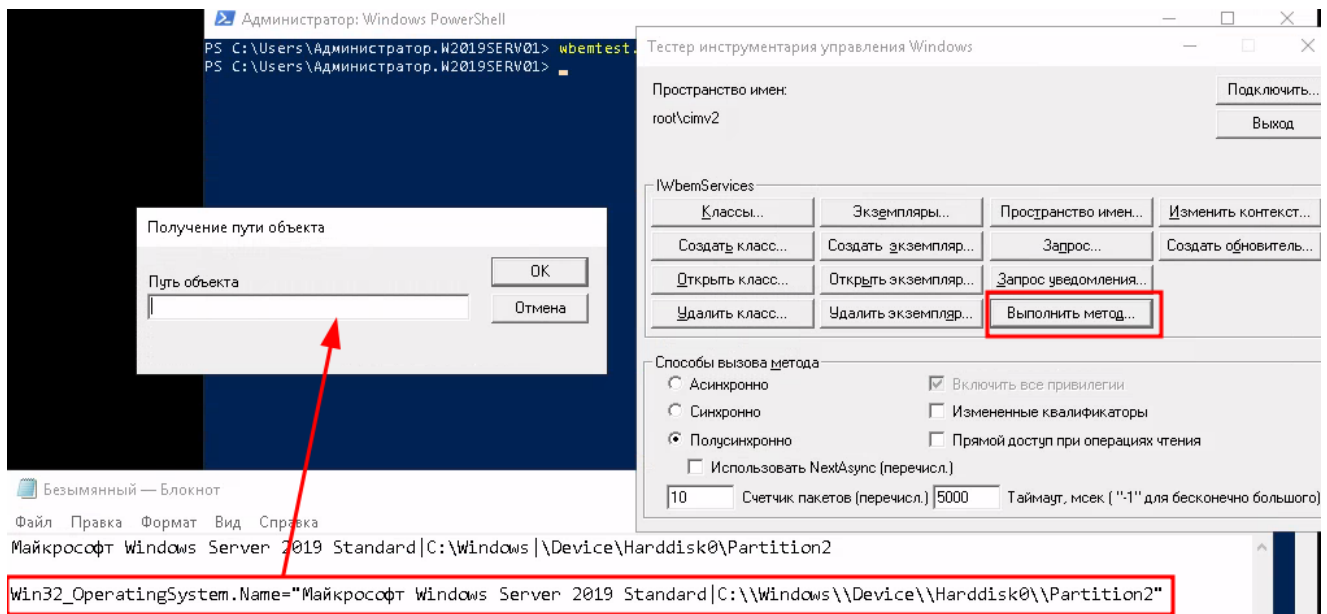 Администратор: Windows PowerShell
PS C:\Users\Администратор.W2019SERV01> wbemtest.
PS C:\Users\Администратор.W2019SERV01>
Тестер инструментария управления Windows
Пространство имен:
root\cimv2
Подключить...
Выход
IWbemServices
Классы... Экземпляры... Пространство имен... Изменить контекст...
Создать класс... Создать экземпляр... Запрос... Создать обновитель...
Открыть класс... Открыть экземпляр... Запрос уведомления...
Удалить класс... Удалить экземпляр... Выполнить метод...
Способы вызова метода
Асинхронно Включить все привилегии
Синхронно Измененные квалификаторы
Полусинхронно Прямой доступ при операциях чтения
Использовать NextAsync (перечисл.)
10 Счетчик пакетов (перечисл.) 5000 Таймаут, мсек ( "-1" для бесконечно большого)
Получение пути объекта
Путь объекта
OK
Отмена
Безымянный — Блокнот
Файл Правка Формат Вид Справка
Майкрософт Windows Server 2019 Standard|C:\Windows|\Device\Harddisk0\Partition2
Win32_OperatingSystem.Name="Майкрософт Windows Server 2019 Standard|C:\\Windows\\Device\\Harddisk0\\Partition2"